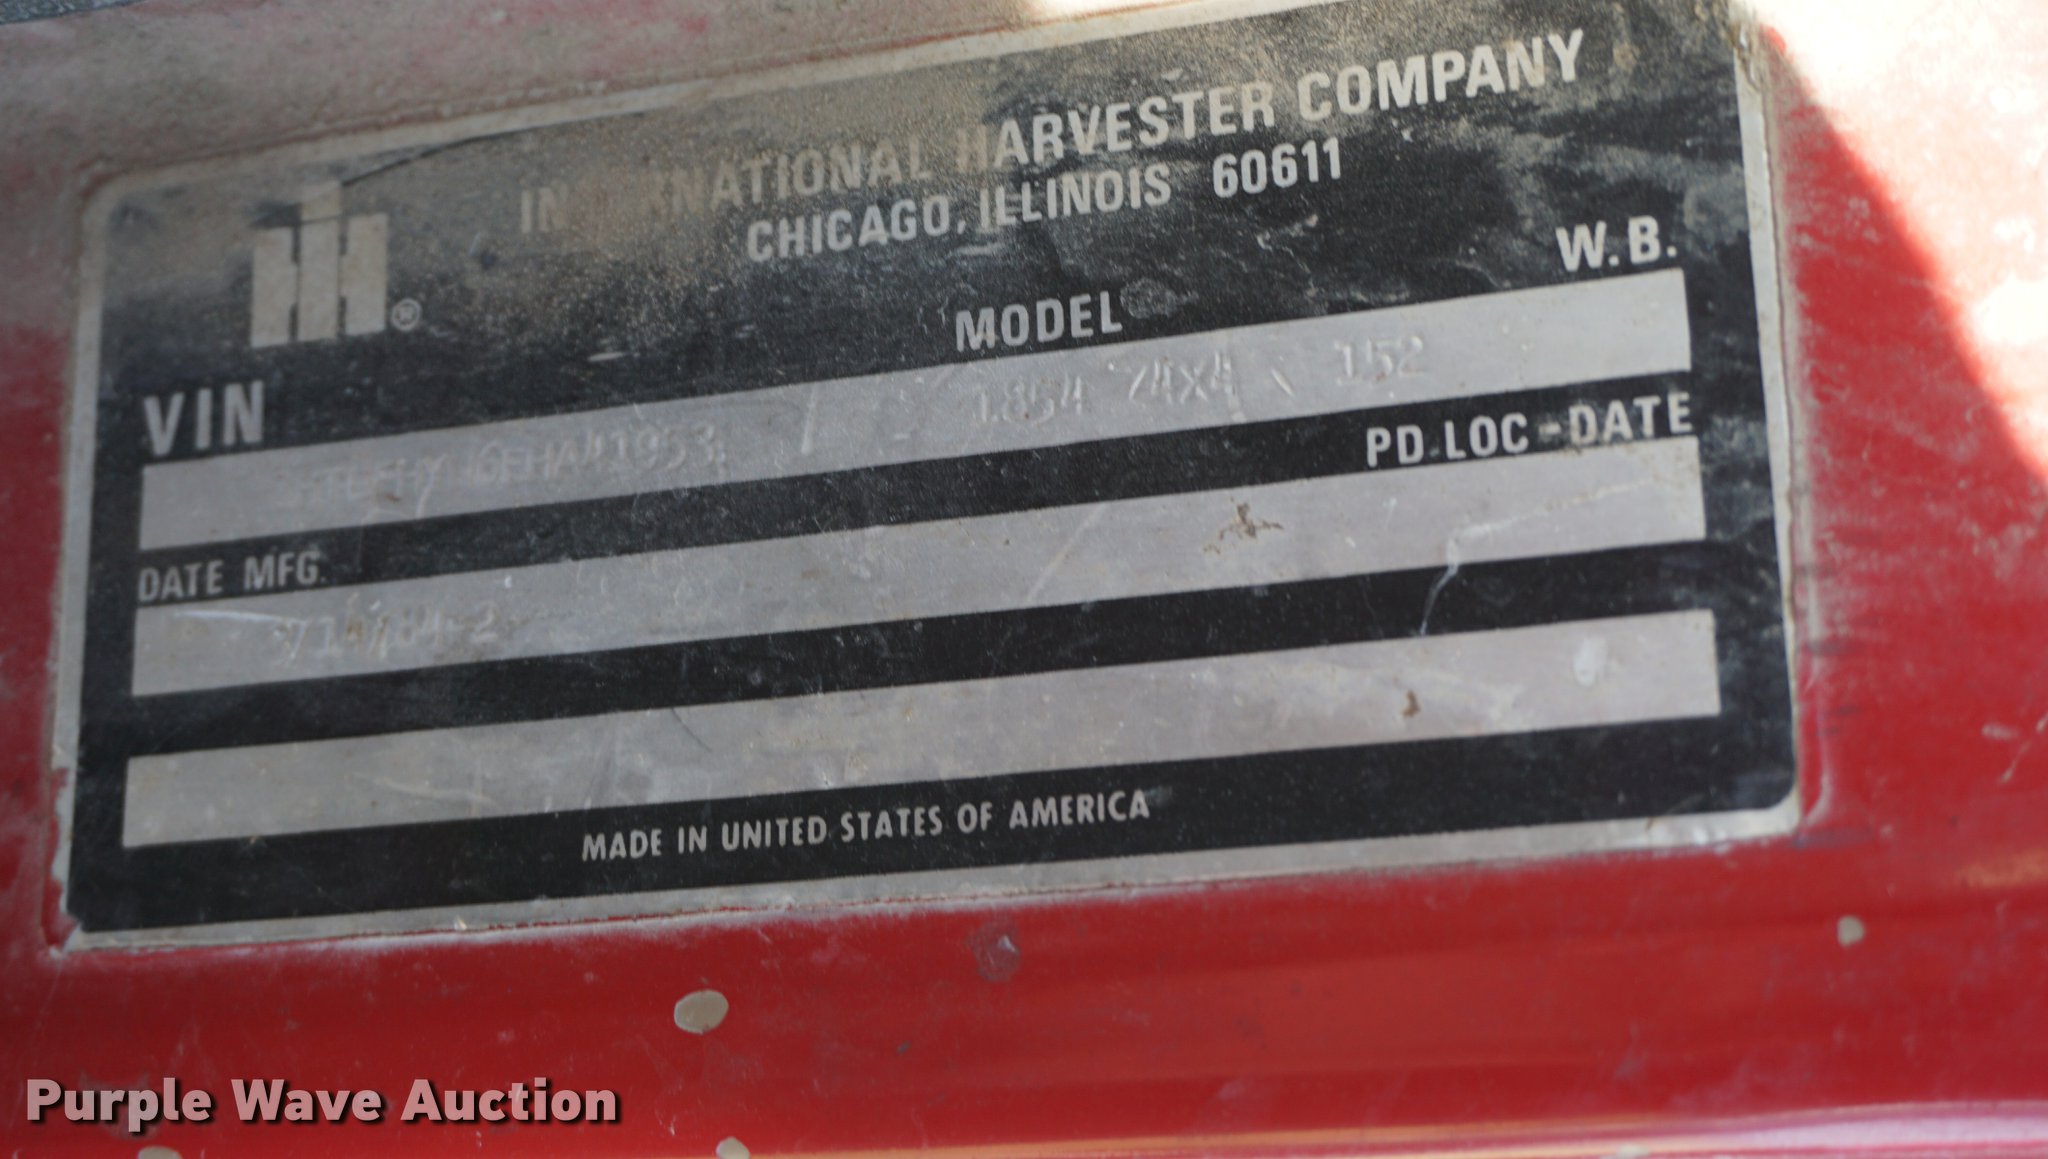 INTERNATIONAL HARVESTER COMPANY
CHICAGO, ILLINOIS 60611
®
VIN MODEL W.B.
1854 4X4 152
DATE MFG. PD. LOC - DATE
MADE IN UNITED STATES OF AMERICA
Purple Wave Auction